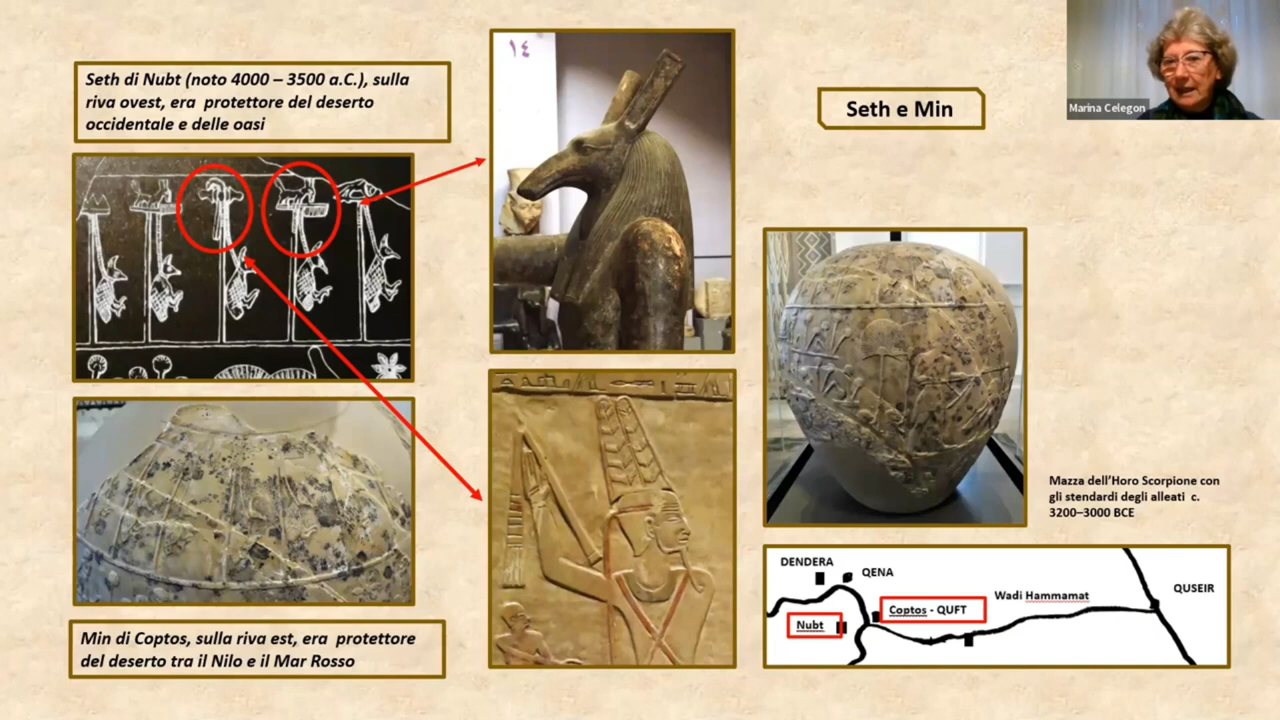 Seth di Nubt (noto 4000 – 3500 a.C.), sulla
riva ovest, era protettore del deserto
occidentale e delle oasi
١٤
Seth e Min
Marina Celegon
Mazza dell'Horo Scorpione con
gli stendardi degli alleati c.
3200–3000 BCE
Min di Coptos, sulla riva est, era protettore
del deserto tra il Nilo e il Mar Rosso
DENDERA
QENA
Nubt
Coptos - QUFT
Wadi Hammamat
QUSEIR